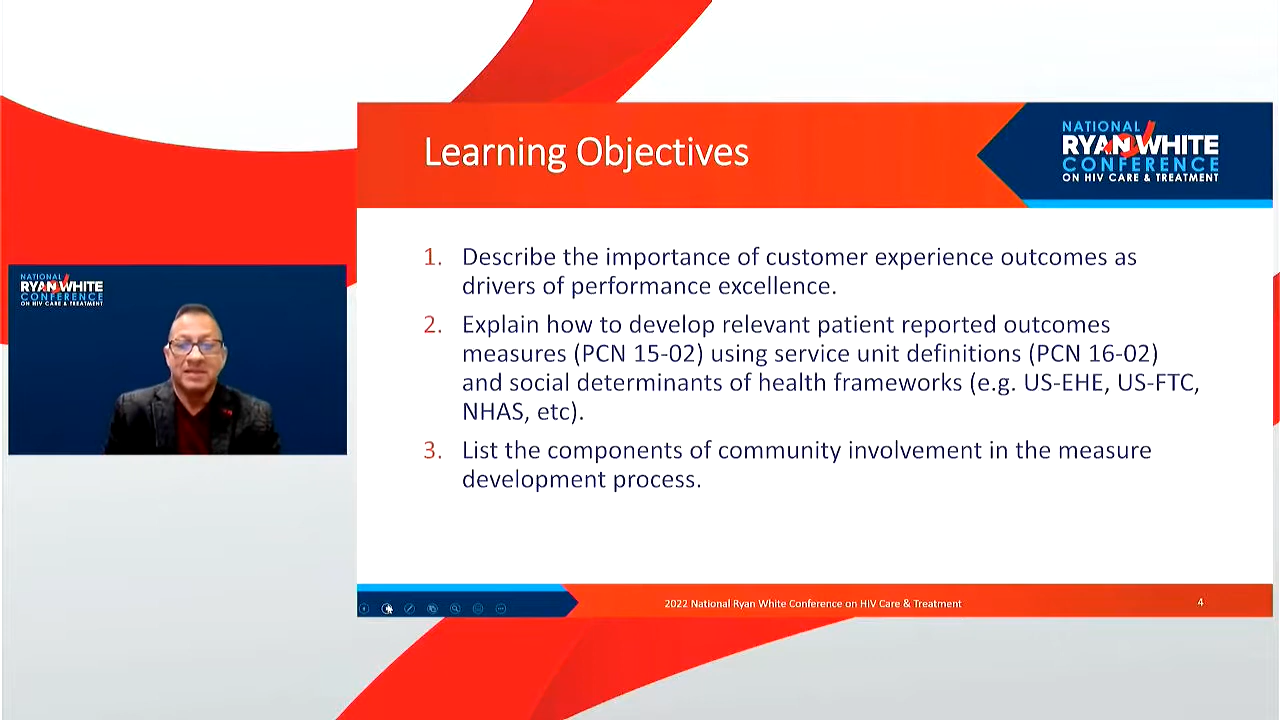 Learning Objectives
NATIONAL
RYAN WHITE
CONFERENCE
ON HIV CARE & TREATMENT
1. Describe the importance of customer experience outcomes as
drivers of performance excellence.
2. Explain how to develop relevant patient reported outcomes
measures (PCN 15-02) using service unit definitions (PCN 16-02)
and social determinants of health frameworks (e.g. US-EHE, US-FTC,
NHAS, etc).
3. List the components of community involvement in the measure
development process.
2022 National Ryan White Conference on HIV Care & Treatment
4
NATIONAL
RYAN WHITE
CONFERENCE
ON HIV CARE & TREATMENT